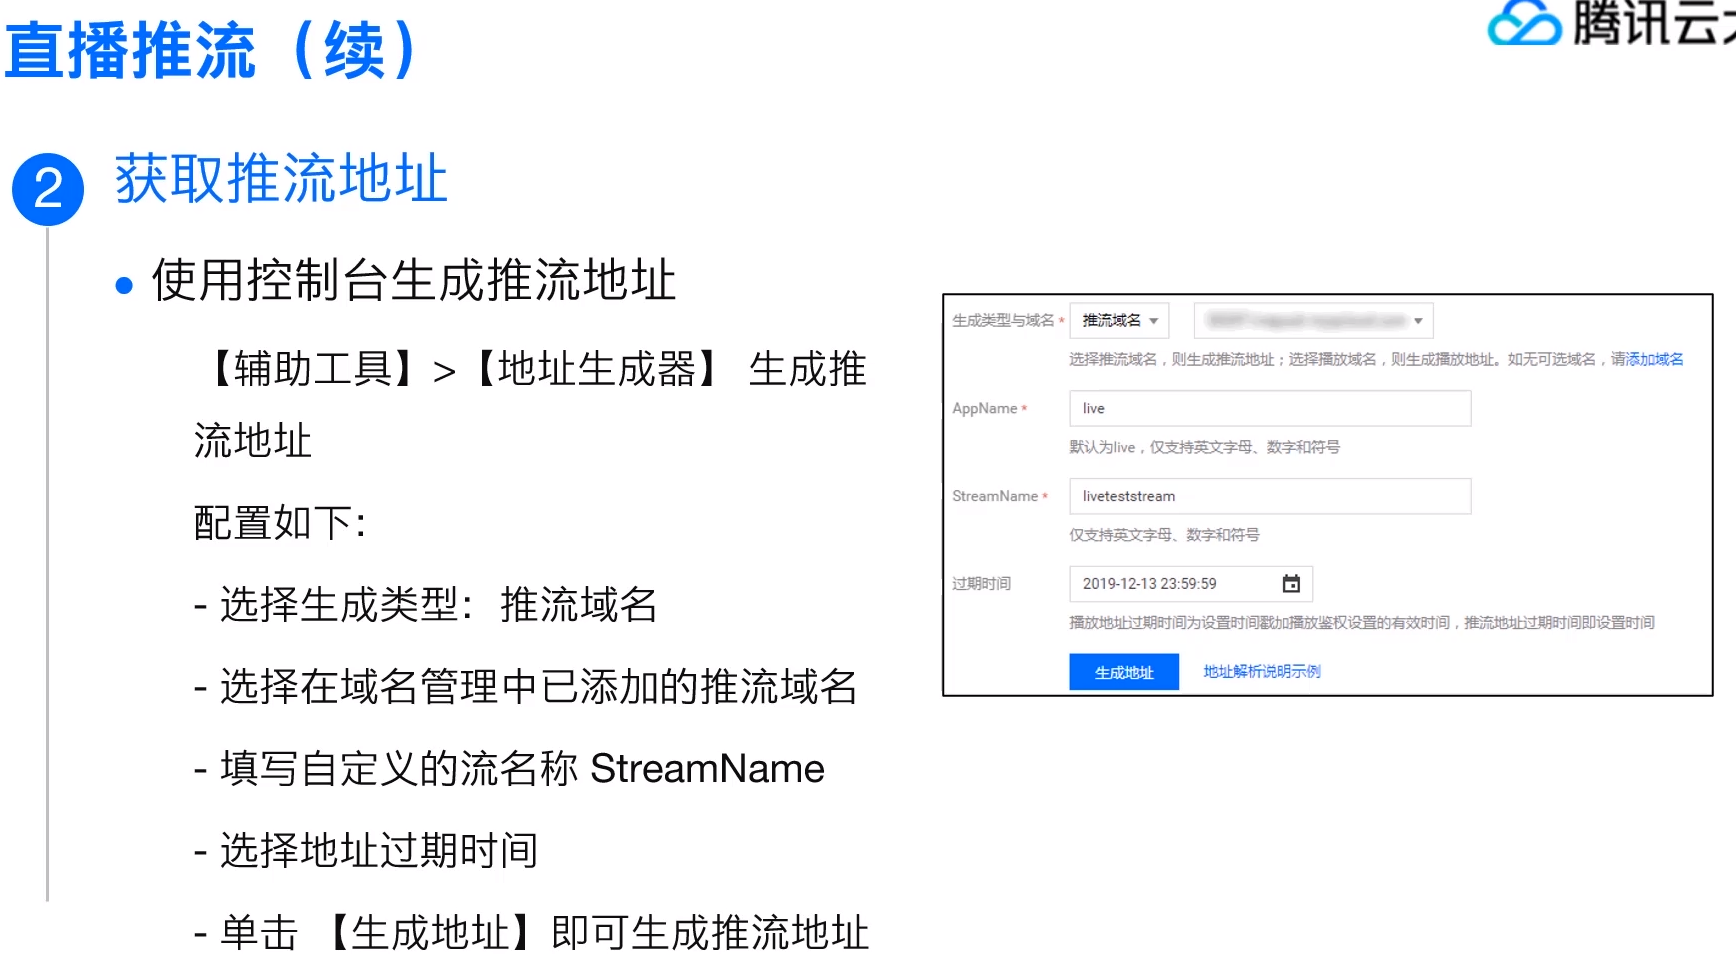 直播推流（续）
腾讯云
2
获取推流地址
• 使用控制台生成推流地址
【辅助工具】>【地址生成器】 生成推
流地址
配置如下：
- 选择生成类型：推流域名
- 选择在域名管理中已添加的推流域名
- 填写自定义的流名称 StreamName
- 选择地址过期时间
- 单击 【生成地址】即可生成推流地址
生成类型与域名 * 推流域名
选择推流域名，则生成推流地址；选择播放域名，则生成播放地址。如无可选域名，请添加域名
AppName * live
默认为live，仅支持英文字母、数字和符号
StreamName * liveteststream
仅支持英文字母、数字和符号
过期时间 2019-12-13 23:59:59
播放地址过期时间为设置时间戳加播放鉴权设置的有效时间，推流地址过期时间即设置时间
生成地址 地址解析说明示例